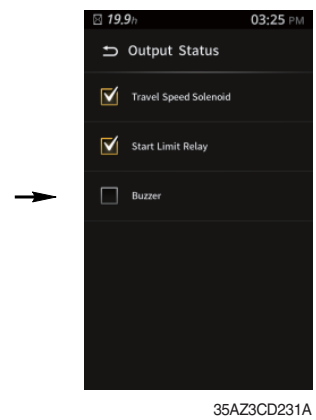 19.9h 03:25 PM
Output Status
Travel Speed Solenoid
Start Limit Relay
Buzzer
35AZ3CD231A